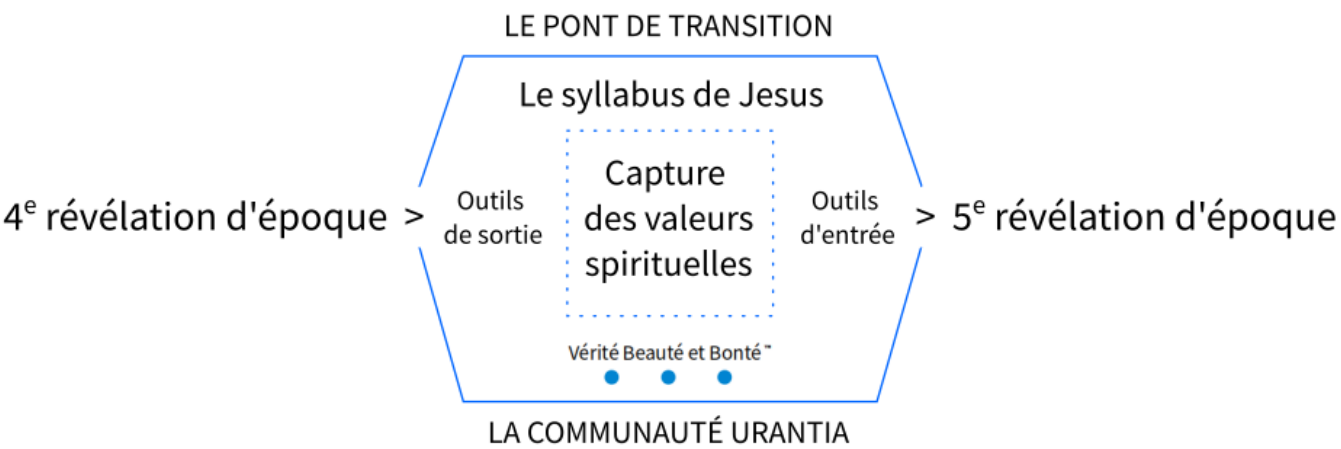 LE PONT DE TRANSITION
Le syllabus de Jesus
4e révélation d'époque >
Outils
de sortie
Capture
des valeurs
spirituelles
Outils
d'entrée
> 5e révélation d'époque
Vérité Beauté et Bonté™
LA COMMUNAUTÉ URANTIA